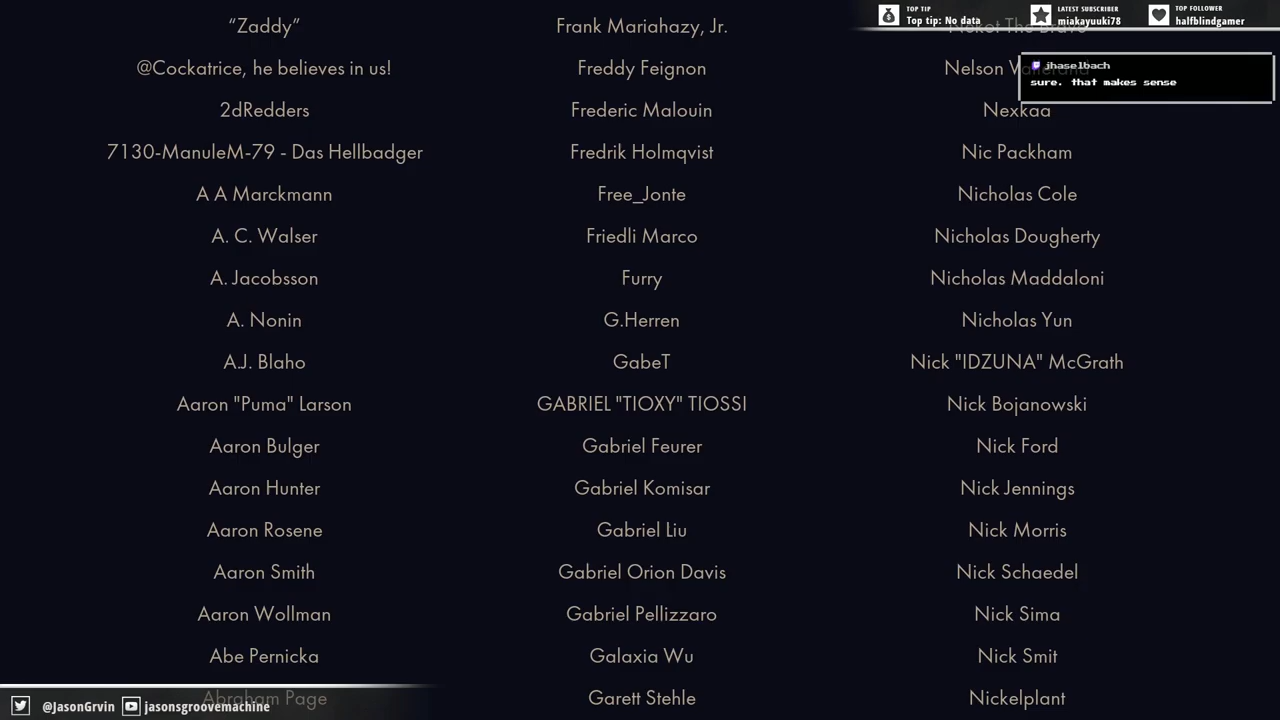 “Zaddy”
@Cockatrice, he believes in us!
2dRedders
7130-ManuleM-79 - Das Hellbadger
A A Marckmann
A. C. Walser
A. Jacobsson
A. Nonin
A.J. Blaho
Aaron "Puma" Larson
Aaron Bulger
Aaron Hunter
Aaron Rosene
Aaron Smith
Aaron Wollman
Abe Pernicka
Abraham Page
Frank Mariahazy, Jr.
Freddy Feignon
Frederic Malouin
Fredrik Holmqvist
Free_Jonte
Friedli Marco
Furry
G.Herren
GabeT
GABRIEL "TIOXY" TIOSSI
Gabriel Feurer
Gabriel Komisar
Gabriel Liu
Gabriel Orion Davis
Gabriel Pellizzaro
Galaxia Wu
Garett Stehle
The Brave
Nelson
Nexkaa
Nic Packham
Nicholas Cole
Nicholas Dougherty
Nicholas Maddaloni
Nicholas Yun
Nick "IDZUNA" McGrath
Nick Bojanowski
Nick Ford
Nick Jennings
Nick Morris
Nick Schaedel
Nick Sima
Nick Smit
Nickelplant
TOP TIP
Top tip: No data
LATEST SUBSCRIBER
miakayuuki78
TOP FOLLOWER
halfblindgamer
jhaselbach
sure. that makes sense
@JasonGrvin
jasonsgroovemachine